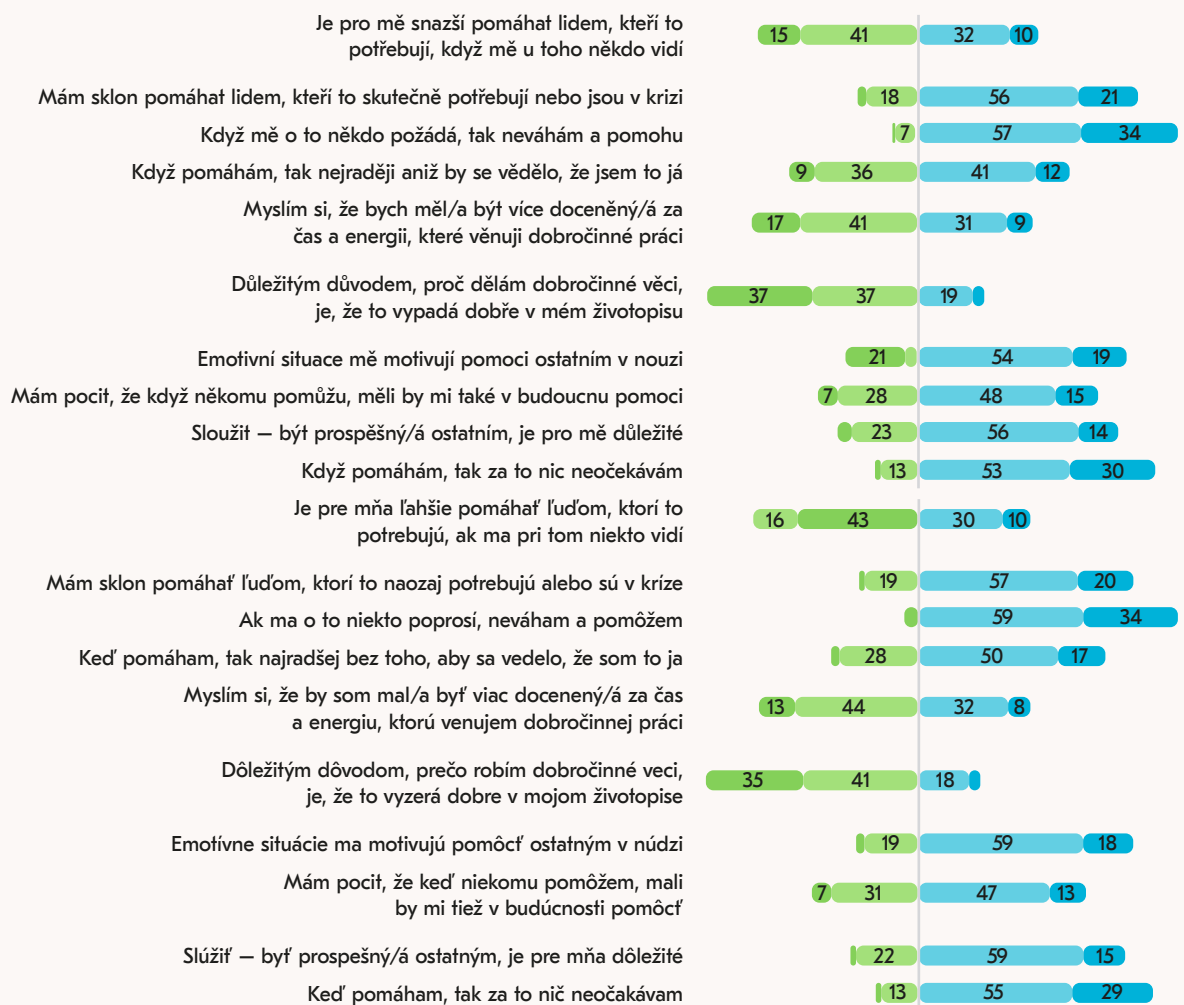 Je pro mě snazší pomáhat lidem, kteří to
potřebují, když mě u toho někdo vidí
15 41 32 10
Mám sklon pomáhat lidem, kteří to skutečně potřebují nebo jsou v krizi
18 56 21
Když mě o to někdo požádá, tak neváhám a pomohu
7 57 34
Když pomáhám, tak nejraději aniž by se vědělo, že jsem to já
9 36 41 12
Myslím si, že bych měl/a být více doceněný/á za
čas a energii, které věnuji dobročinné práci
17 41 31 9
Důležitým důvodem, proč dělám dobročinné věci,
je, že to vypadá dobře v mém životopisu
37 37 19
Emotivní situace mě motivují pomoci ostatním v nouzi
21 54 19
Mám pocit, že když někomu pomůžu, měli by mi také v budoucnu pomoci
7 28 48 15
Sloužit – být prospěšný/á ostatním, je pro mě důležité
23 56 14
Když pomáhám, tak za to nic neočekávám
13 53 30
Je pre mňa ľahšie pomáhať ľuďom, ktorí to
potrebujú, ak ma pri tom niekto vidí
16 43 30 10
Mám sklon pomáhať ľuďom, ktorí to naozaj potrebujú alebo sú v kríze
19 57 20
Ak ma o to niekto poprosí, neváham a pomôžem
59 34
Keď pomáham, tak najradšej bez toho, aby sa vedelo, že som to ja
28 50 17
Myslím si, že by som mal/a byť viac docenený/á za čas
a energiu, ktorú venujem dobročinnej práci
13 44 32 8
Dôležitým dôvodom, prečo robím dobročinné veci,
je, že to vyzerá dobre v mojom životopise
35 41 18
Emotívne situácie ma motivujú pomôcť ostatným v núdzi
19 59 18
Mám pocit, že keď niekomu pomôžem, mali
by mi tiež v budúcnosti pomôcť
7 31 47 13
Slúžiť – byť prospešný/á ostatným, je pre mňa dôležité
22 59 15
Keď pomáham, tak za to nič neočakávam
13 55 29